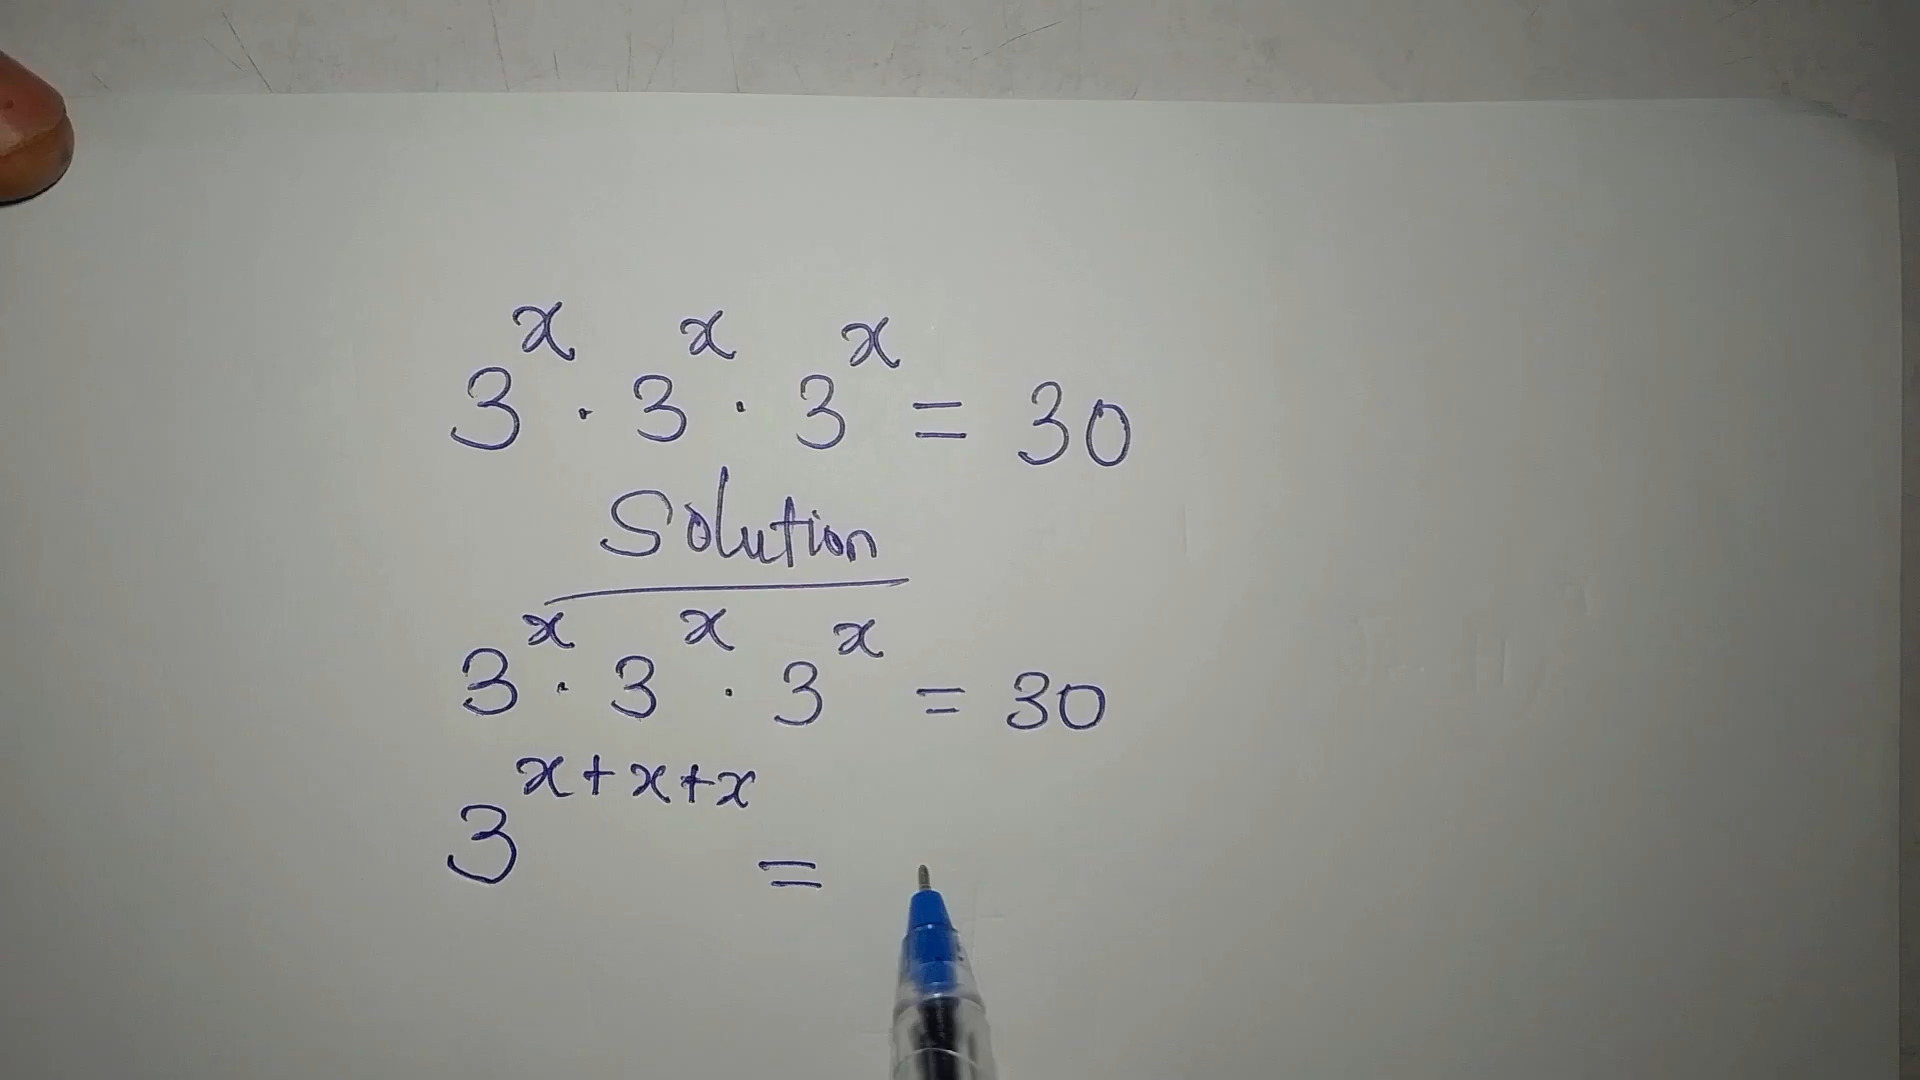 3^x · 3^x · 3^x = 30
Solution
3^x · 3^x · 3^x = 30
3^x+x+x =